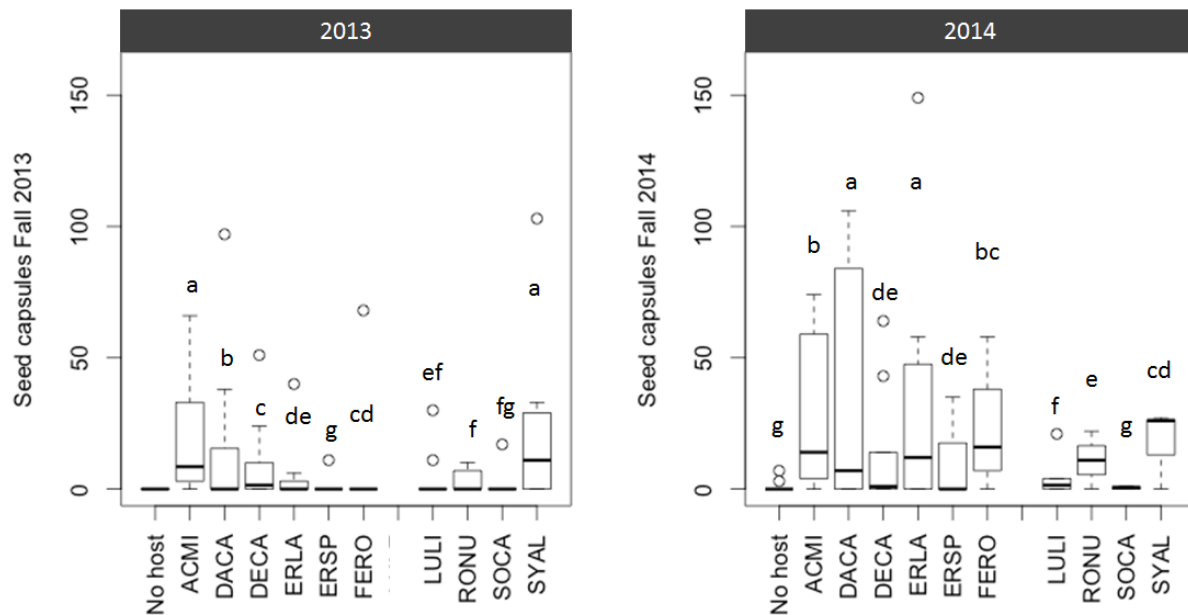 2013
Seed capsules Fall 2013
150
100
50
0
a
b
c
de
g
cd
ef
f
fg
a
No host
ACMI
DACA
DECA
ERLA
ERSP
FERO
LULI
RONU
SOCA
SYAL
2014
Seed capsules Fall 2014
150
100
50
0
g
b
a
de
a
de
bc
f
e
g
cd
No host
ACMI
DACA
DECA
ERLA
ERSP
FERO
LULI
RONU
SOCA
SYAL